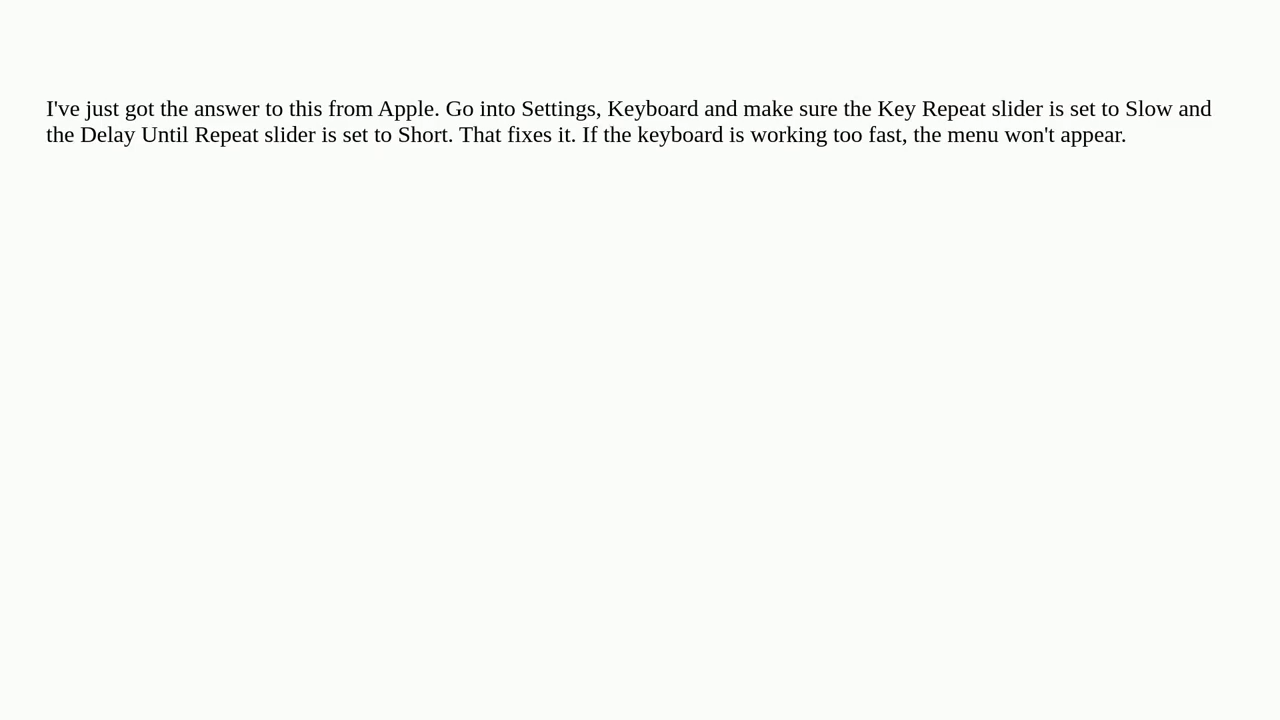 I've just got the answer to this from Apple. Go into Settings, Keyboard and make sure the Key Repeat slider is set to Slow and
the Delay Until Repeat slider is set to Short. That fixes it. If the keyboard is working too fast, the menu won't appear.